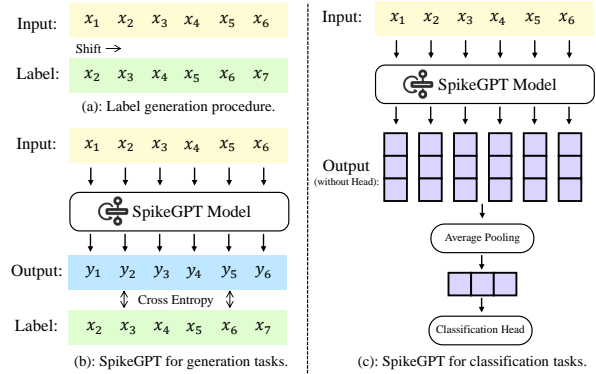 Input: x1 x2 x3 x4 x5 x6
Shift
Label: x2 x3 x4 x5 x6 x7
(a): Label generation procedure.
Input: x1 x2 x3 x4 x5 x6
SpikeGPT Model
Output: y1 y2 y3 y4 y5 y6
Cross Entropy
Label: x2 x3 x4 x5 x6 x7
(b): SpikeGPT for generation tasks.
Input: x1 x2 x3 x4 x5 x6
SpikeGPT Model
Output
(without Head):
Average Pooling
Classification Head
(c): SpikeGPT for classification tasks.